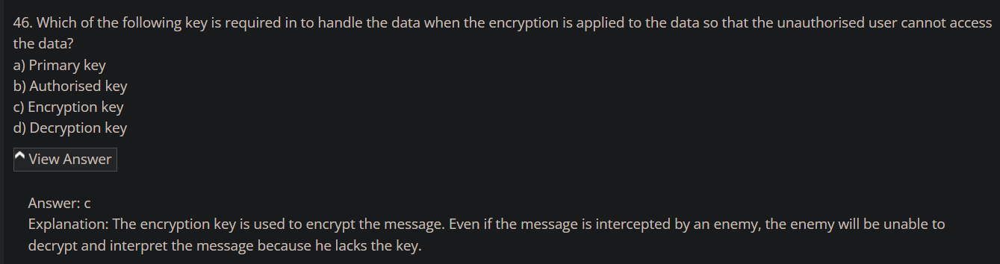 46. Which of the following key is required in to handle the data when the encryption is applied to the data so that the unauthorised user cannot access
the data?
a) Primary key
b) Authorised key
c) Encryption key
d) Decryption key
View Answer
Answer: c
Explanation: The encryption key is used to encrypt the message. Even if the message is intercepted by an enemy, the enemy will be unable to
decrypt and interpret the message because he lacks the key.